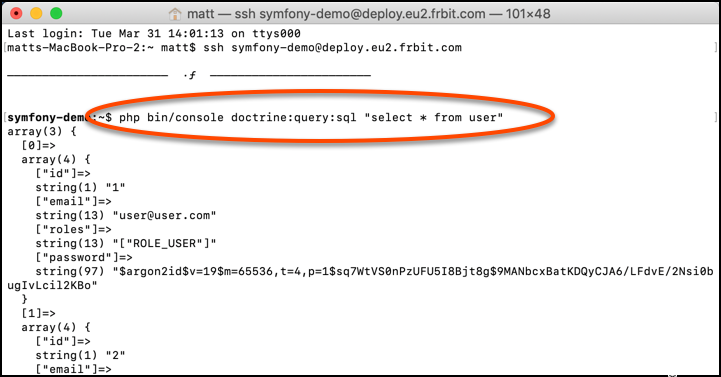 matt — ssh symfony-demo@deploy.eu2.frbit.com — 101×48
Last login: Tue Mar 31 14:01:13 on ttys000
[matts-MacBook-Pro-2:~ matt$ ssh symfony-demo@deploy.eu2.frbit.com ]
———————————————————————— ·ƒ ————————————————————————
[symfony-demo:~$ php bin/console doctrine:query:sql "select * from user" ]
array(3) {
  [0]=>
  array(4) {
    ["id"]=>
    string(1) "1"
    ["email"]=>
    string(13) "user@user.com"
    ["roles"]=>
    string(13) "["ROLE_USER"]"
    ["password"]=>
    string(97) "$argon2id$v=19$m=65536,t=4,p=1$sq7WtVS0nPzUFU5I8Bjt8g$9MANbcxBatKDQyCJA6/LFdvE/2Nsi0b
ugIvLcil2KBo"
  }
  [1]=>
  array(4) {
    ["id"]=>
    string(1) "2"
    ["email"]=>